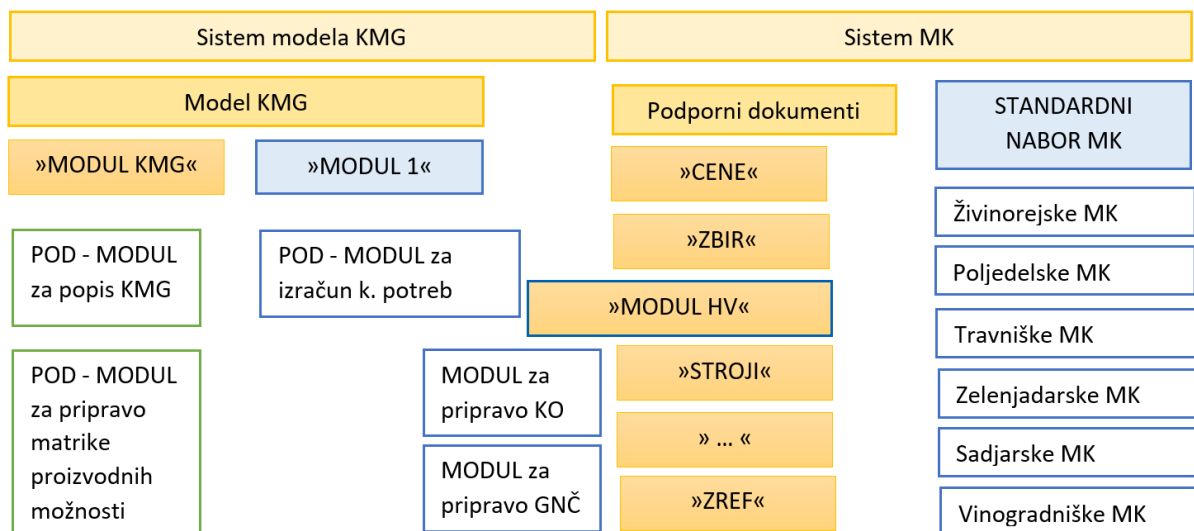 Sistem modela KMG
Sistem MK
Model KMG
Podporni dokumenti
STANDARDNI
NABOR MK
»MODUL KMG«
»MODUL 1«
»CENE«
Živinorejske MK
POD - MODUL
za popis KMG
POD - MODUL za
izračun k. potreb
»ZBIR«
Poljedelske MK
»MODUL HV«
Travniške MK
POD - MODUL
za pripravo
matrike
proizvodnih
možnosti
MODUL za
pripravo KO
»STROJI«
Zelenjadarske MK
» ... «
Sadjarske MK
MODUL za
pripravo GNČ
»ZREF«
Vinogradniške MK